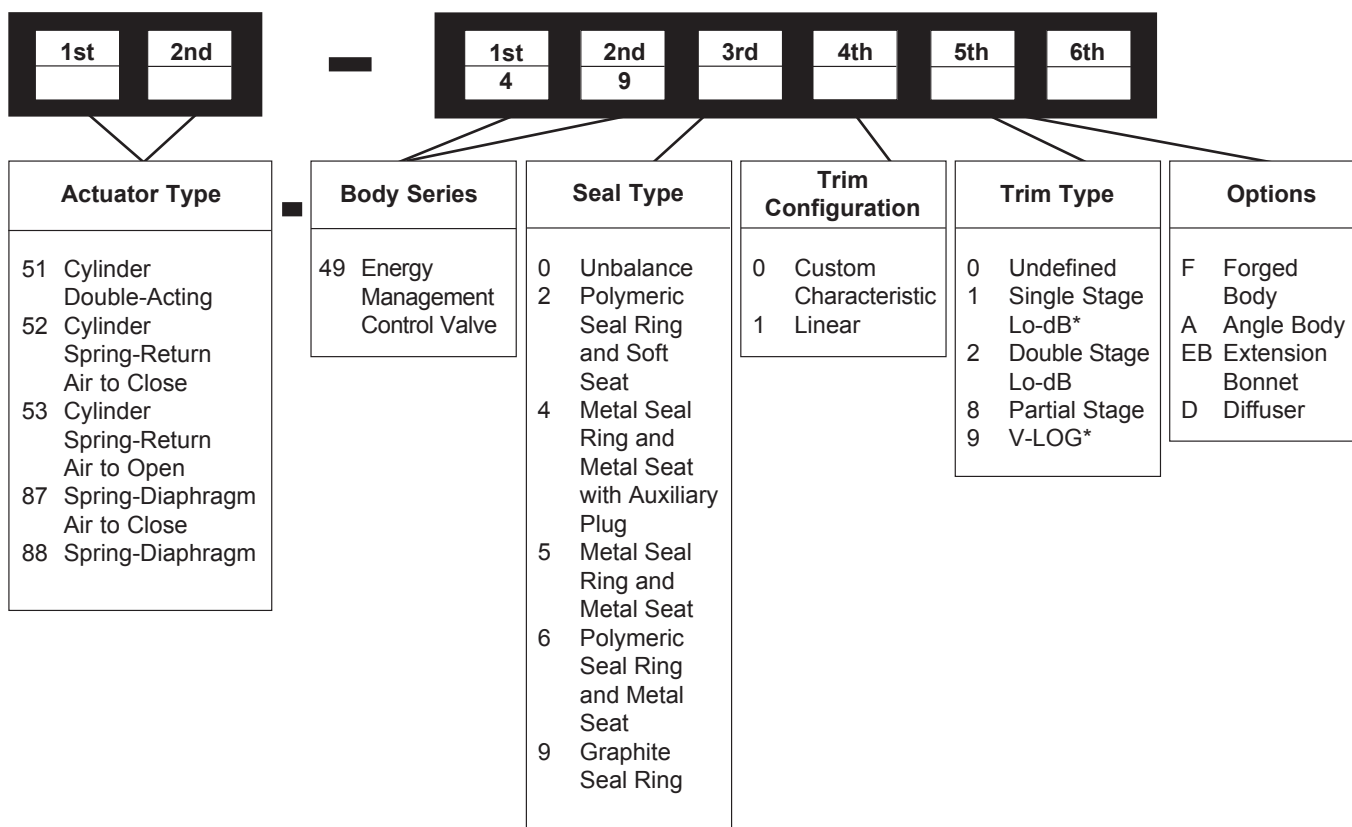 1st 2nd 1st 2nd 3rd 4th 5th 6th
4 9
Actuator Type
51 Cylinder
Double-Acting
52 Cylinder
Spring-Return
Air to Close
53 Cylinder
Spring-Return
Air to Open
87 Spring-Diaphragm
Air to Close
88 Spring-Diaphragm
Body Series
49 Energy
Management
Control Valve
Seal Type
0 Unbalance
2 Polymeric
Seal Ring
and Soft
Seat
4 Metal Seal
Ring and
Metal Seat
with Auxiliary
Plug
5 Metal Seal
Ring and
Metal Seat
6 Polymeric
Seal Ring
and Metal
Seat
9 Graphite
Seal Ring
Trim
Configuration
0 Custom
Characteristic
1 Linear
Trim Type
0 Undefined
1 Single Stage
Lo-dB*
2 Double Stage
Lo-dB
8 Partial Stage
9 V-LOG*
Options
F Forged
Body
A Angle Body
EB Extension
Bonnet
D Diffuser